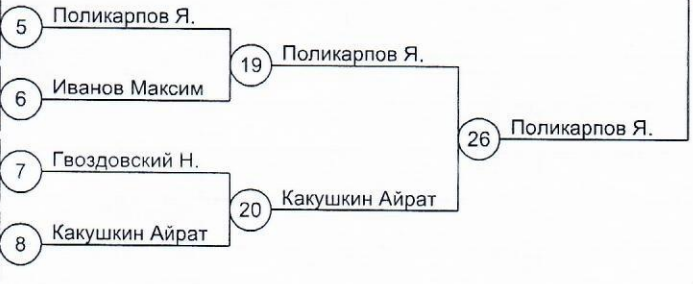 5 Поликарпов Я.
19 Поликарпов Я.
6 Иванов Максим
26 Поликарпов Я.
7 Гвоздовский Н.
20 Какушкин Айрат
8 Какушкин Айрат